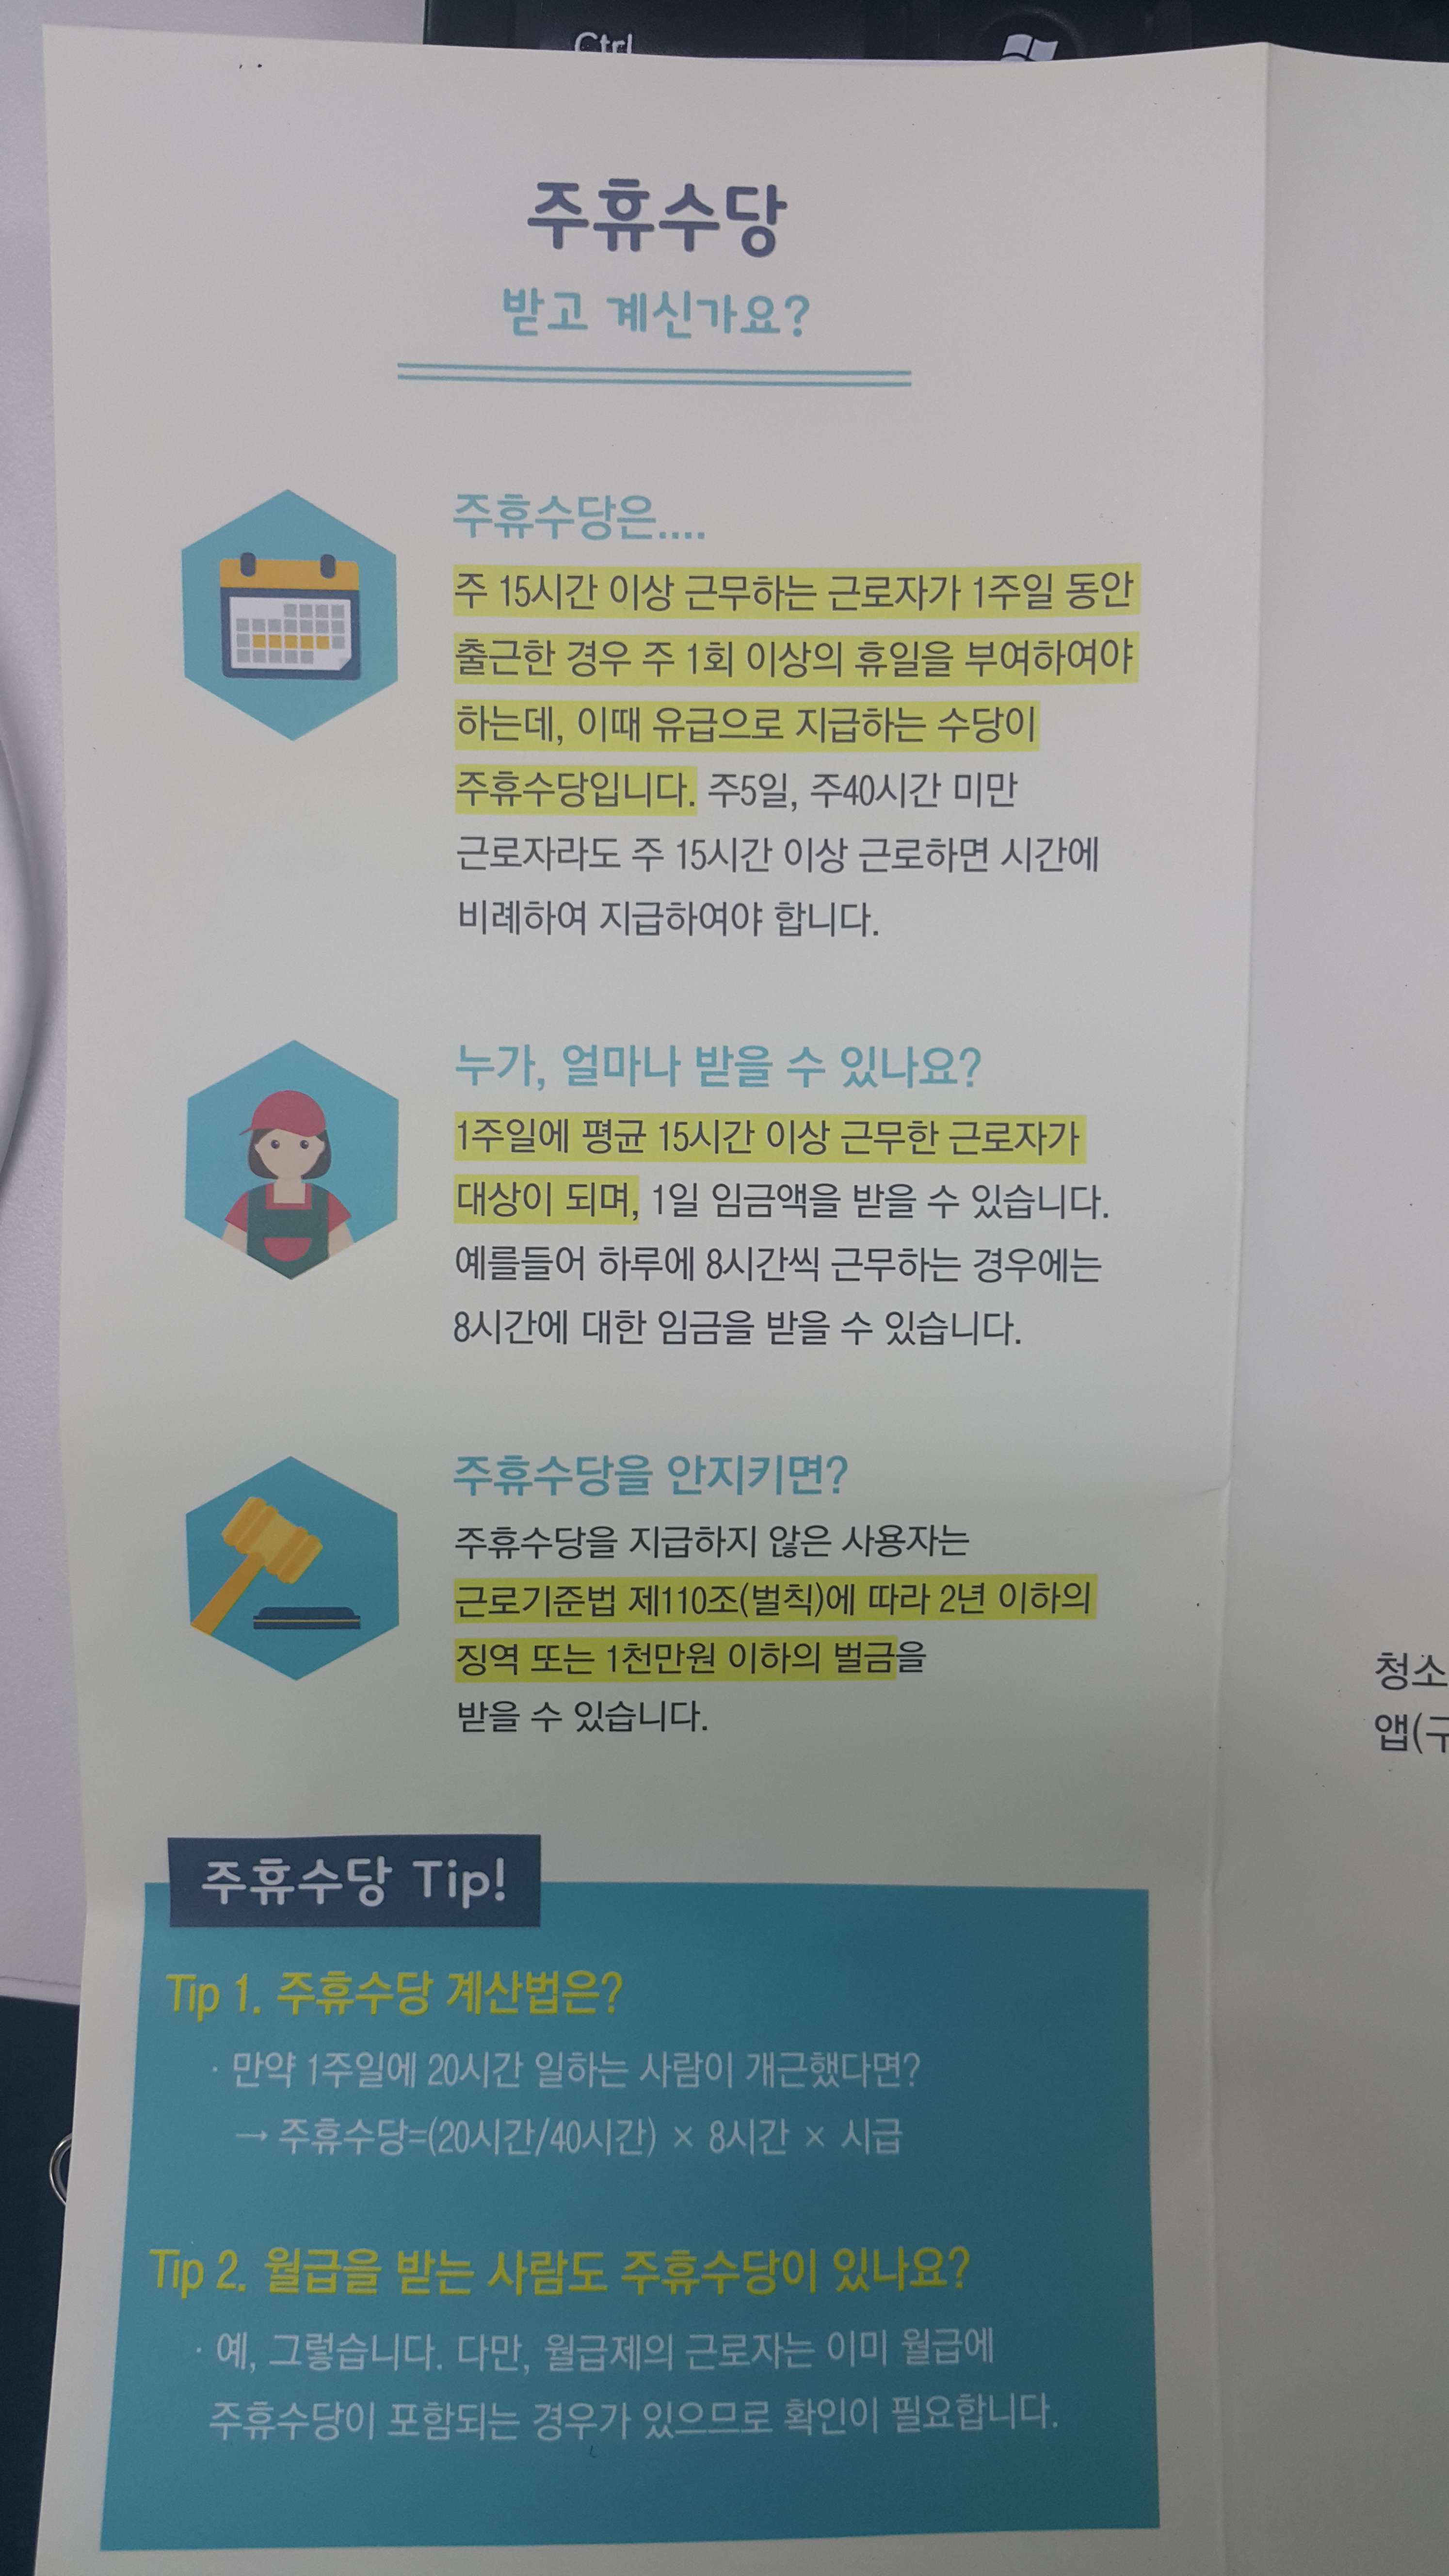 Ctrl
주휴수당
받고 계신가요?
주휴수당은....
주 15시간 이상 근무하는 근로자가 1주일 동안
출근한 경우 주 1회 이상의 휴일을 부여하여야
하는데, 이때 유급으로 지급하는 수당이
주휴수당입니다. 주5일, 주40시간 미만
근로자라도 주 15시간 이상 근로하면 시간에
비례하여 지급하여야 합니다.
누가, 얼마나 받을 수 있나요?
1주일에 평균 15시간 이상 근무한 근로자가
대상이 되며, 1일 임금액을 받을 수 있습니다.
예를들어 하루에 8시간씩 근무하는 경우에는
8시간에 대한 임금을 받을 수 있습니다.
주휴수당을 안지키면?
주휴수당을 지급하지 않은 사용자는
근로기준법 제110조(벌칙)에 따라 2년 이하의
징역 또는 1천만원 이하의 벌금을
받을 수 있습니다.
주휴수당 Tip!
Tip 1. 주휴수당 계산법은?
· 만약 1주일에 20시간 일하는 사람이 개근했다면?
→ 주휴수당=(20시간/40시간) × 8시간 × 시급
Tip 2. 월급을 받는 사람도 주휴수당이 있나요?
· 예, 그렇습니다. 다만, 월급제의 근로자는 이미 월급에
주휴수당이 포함되는 경우가 있으므로 확인이 필요합니다.
청소
앱(구